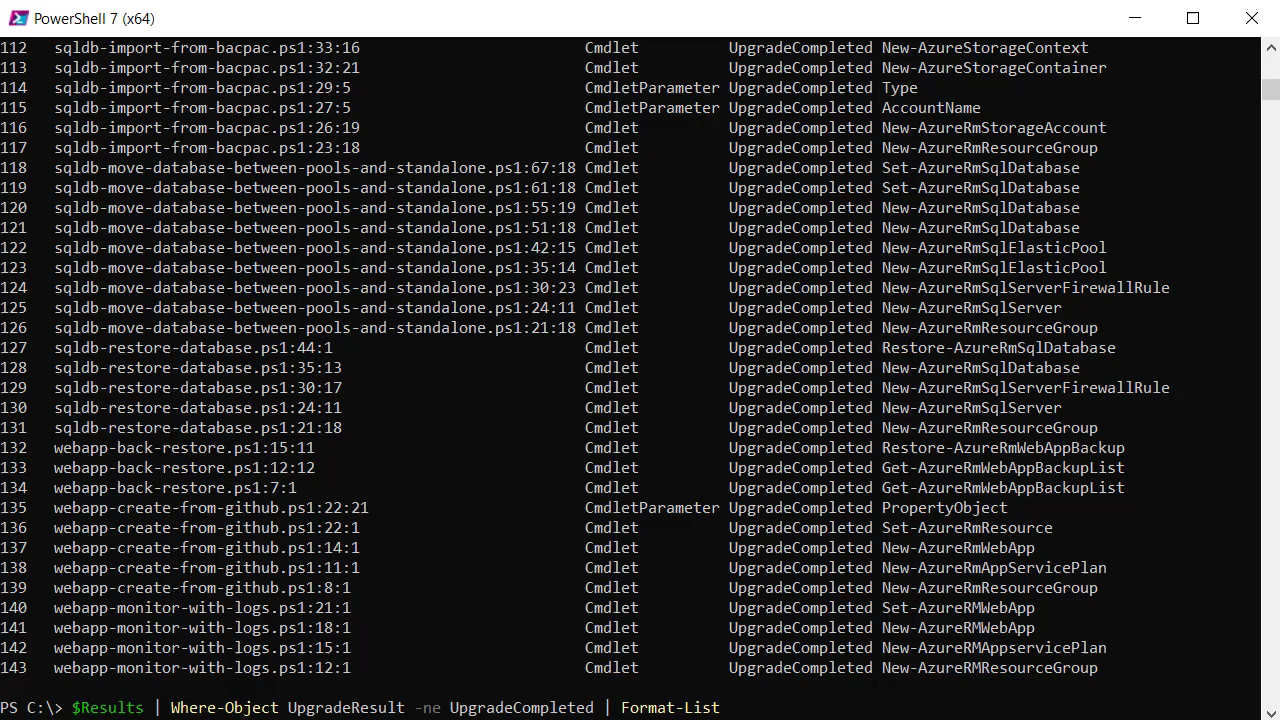 PowerShell 7 (x64)
112 sqldb-import-from-bacpac.ps1:33:16 Cmdlet UpgradeCompleted New-AzureStorageContext
113 sqldb-import-from-bacpac.ps1:32:21 Cmdlet UpgradeCompleted New-AzureStorageContainer
114 sqldb-import-from-bacpac.ps1:29:5 CmdletParameter UpgradeCompleted Type
115 sqldb-import-from-bacpac.ps1:27:5 CmdletParameter UpgradeCompleted AccountName
116 sqldb-import-from-bacpac.ps1:26:19 Cmdlet UpgradeCompleted New-AzureRmStorageAccount
117 sqldb-import-from-bacpac.ps1:23:18 Cmdlet UpgradeCompleted New-AzureRmResourceGroup
118 sqldb-move-database-between-pools-and-standalone.ps1:67:18 Cmdlet UpgradeCompleted Set-AzureRmSqlDatabase
119 sqldb-move-database-between-pools-and-standalone.ps1:61:18 Cmdlet UpgradeCompleted Set-AzureRmSqlDatabase
120 sqldb-move-database-between-pools-and-standalone.ps1:55:19 Cmdlet UpgradeCompleted New-AzureRmSqlDatabase
121 sqldb-move-database-between-pools-and-standalone.ps1:51:18 Cmdlet UpgradeCompleted New-AzureRmSqlDatabase
122 sqldb-move-database-between-pools-and-standalone.ps1:42:15 Cmdlet UpgradeCompleted New-AzureRmSqlElasticPool
123 sqldb-move-database-between-pools-and-standalone.ps1:35:14 Cmdlet UpgradeCompleted New-AzureRmSqlElasticPool
124 sqldb-move-database-between-pools-and-standalone.ps1:30:23 Cmdlet UpgradeCompleted New-AzureRmSqlServerFirewallRule
125 sqldb-move-database-between-pools-and-standalone.ps1:24:11 Cmdlet UpgradeCompleted New-AzureRmSqlServer
126 sqldb-move-database-between-pools-and-standalone.ps1:21:18 Cmdlet UpgradeCompleted New-AzureRmResourceGroup
127 sqldb-restore-database.ps1:44:1 Cmdlet UpgradeCompleted Restore-AzureRmSqlDatabase
128 sqldb-restore-database.ps1:35:13 Cmdlet UpgradeCompleted New-AzureRmSqlDatabase
129 sqldb-restore-database.ps1:30:17 Cmdlet UpgradeCompleted New-AzureRmSqlServerFirewallRule
130 sqldb-restore-database.ps1:24:11 Cmdlet UpgradeCompleted New-AzureRmSqlServer
131 sqldb-restore-database.ps1:21:18 Cmdlet UpgradeCompleted New-AzureRmResourceGroup
132 webapp-back-restore.ps1:15:11 Cmdlet UpgradeCompleted Restore-AzureRmWebAppBackup
133 webapp-back-restore.ps1:12:12 Cmdlet UpgradeCompleted Get-AzureRmWebAppBackupList
134 webapp-back-restore.ps1:7:1 Cmdlet UpgradeCompleted Get-AzureRmWebAppBackupList
135 webapp-create-from-github.ps1:22:21 CmdletParameter UpgradeCompleted PropertyObject
136 webapp-create-from-github.ps1:22:1 Cmdlet UpgradeCompleted Set-AzureRmResource
137 webapp-create-from-github.ps1:14:1 Cmdlet UpgradeCompleted New-AzureRmWebApp
138 webapp-create-from-github.ps1:11:1 Cmdlet UpgradeCompleted New-AzureRmAppServicePlan
139 webapp-create-from-github.ps1:8:1 Cmdlet UpgradeCompleted New-AzureRmResourceGroup
140 webapp-monitor-with-logs.ps1:21:1 Cmdlet UpgradeCompleted Set-AzureRMWebApp
141 webapp-monitor-with-logs.ps1:18:1 Cmdlet UpgradeCompleted New-AzureRMWebApp
142 webapp-monitor-with-logs.ps1:15:1 Cmdlet UpgradeCompleted New-AzureRMAppservicePlan
143 webapp-monitor-with-logs.ps1:12:1 Cmdlet UpgradeCompleted New-AzureRMResourceGroup
PS C:\> $Results | Where-Object UpgradeResult -ne UpgradeCompleted | Format-List